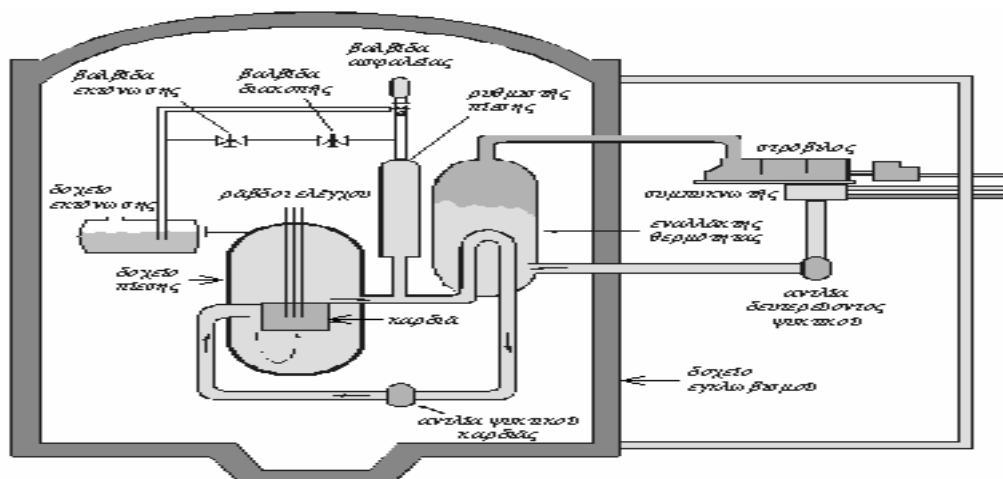 βαλβίδα
ασφαλείας
βαλβίδα
εκτόνωσης
βαλβίδα
διακοπής
ρυθμιστής
πίεσης
στρόβιλος
δοχείο
εκτόνωσης
ράβδοι ελέγχου
συμπυκνωτής
εναλλάκτης
θερμότητας
δοχείο
πίεσης
καρδιά
αντλία
δευτερεύοντος
ψυκτικού
δοχείο
εγκλωβισμού
αντλία ψυκτικού
καρδιάς